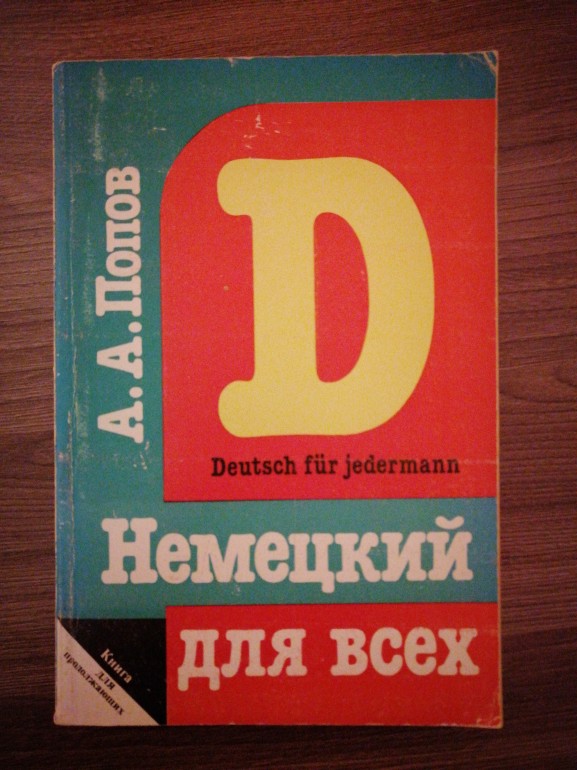 А. А. Попов
D
Deutsch für jedermann
Немецкий
для всех
Книга
для
продолжающих